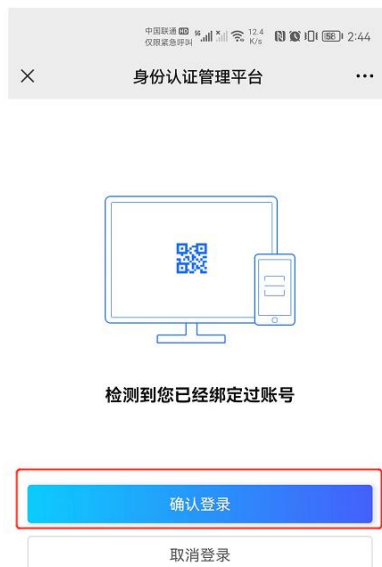 中国联通 HD 5G 12.4 58 2:44
仅限紧急呼叫 K/s
身份认证管理平台
检测到您已经绑定过账号
确认登录
取消登录